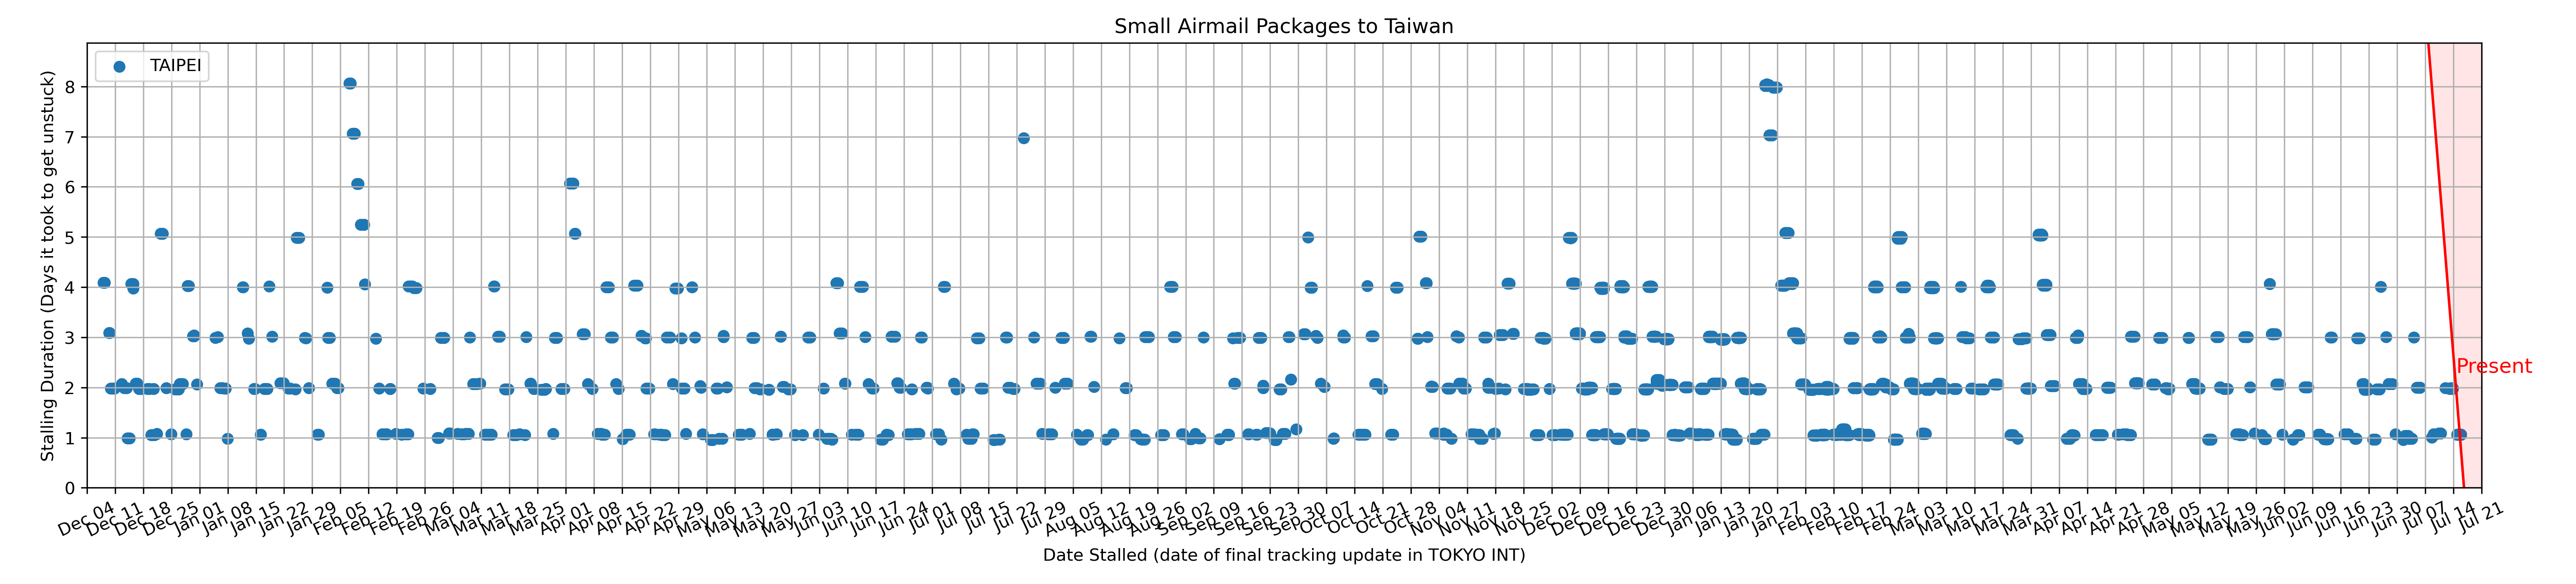 Small Airmail Packages to Taiwan
TAIPEI
Stalling Duration (Days it took to get unstuck)
8
7
6
5
4
3
2
1
0
Present
Dec 04 Dec 11 Dec 18 Dec 25 Jan 01 Jan 08 Jan 15 Jan 22 Jan 29 Feb 05 Feb 12 Feb 19 Feb 26 Mar 04 Mar 11 Mar 18 Mar 25 Apr 01 Apr 08 Apr 15 Apr 22 Apr 29 May 06 May 13 May 20 May 27 Jun 03 Jun 10 Jun 17 Jun 24 Jul 01 Jul 08 Jul 15 Jul 22 Jul 29 Aug 05 Aug 12 Aug 19 Aug 26 Sep 02 Sep 09 Sep 16 Sep 23 Sep 30 Oct 07 Oct 14 Oct 21 Oct 28 Nov 04 Nov 11 Nov 18 Nov 25 Dec 02 Dec 09 Dec 16 Dec 23 Dec 30 Jan 06 Jan 13 Jan 20 Jan 27 Feb 03 Feb 10 Feb 17 Feb 24 Mar 03 Mar 10 Mar 17 Mar 24 Mar 31 Apr 07 Apr 14 Apr 21 Apr 28 May 05 May 12 May 19 May 26 Jun 02 Jun 09 Jun 16 Jun 23 Jun 30 Jul 07 Jul 14 Jul 21
Date Stalled (date of final tracking update in TOKYO INT)